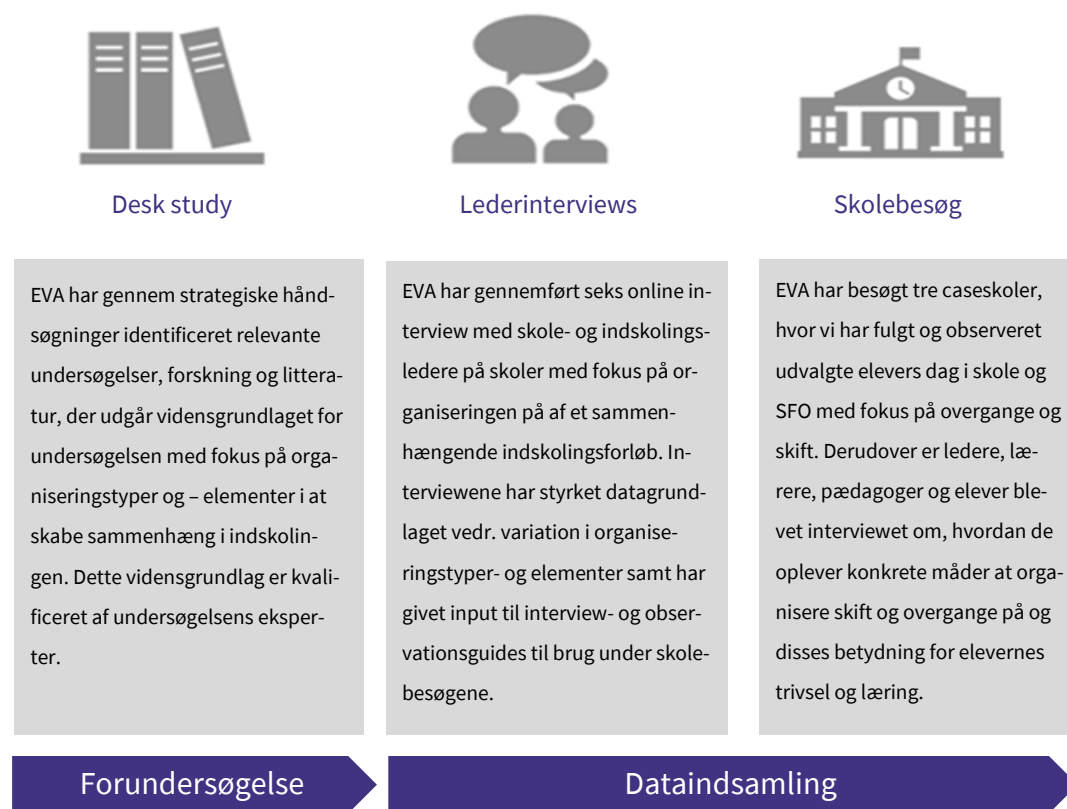 Desk study
EVA har gennem strategiske hånd-
søgninger identificeret relevante
undersøgelser, forskning og littera-
tur, der udgår vidensgrundlaget for
undersøgelsen med fokus på orga-
niseringstyper og – elementer i at
skabe sammenhæng i indskolin-
gen. Dette vidensgrundlag er kvali-
ficeret af undersøgelsens eksper-
ter.
Lederinterviews
EVA har gennemført seks online in-
terview med skole- og indskolings-
ledere på skoler med fokus på or-
ganiseringen på af et sammen-
hængende indskolingsforløb. In-
terviewene har styrket datagrund-
laget vedr. variation i organise-
ringstyper- og elementer samt har
givet input til interview- og obser-
vationsguides til brug under skole-
besøgene.
Skolebesøg
EVA har besøgt tre caseskoler,
hvor vi har fulgt og observeret
udvalgte elevers dag i skole og
SFO med fokus på overgange og
skift. Derudover er ledere, læ-
rere, pædagoger og elever ble-
vet interviewet om, hvordan de
oplever konkrete måder at orga-
nisere skift og overgange på og
disses betydning for elevernes
trivsel og læring.
Forundersøgelse
Dataindsamling